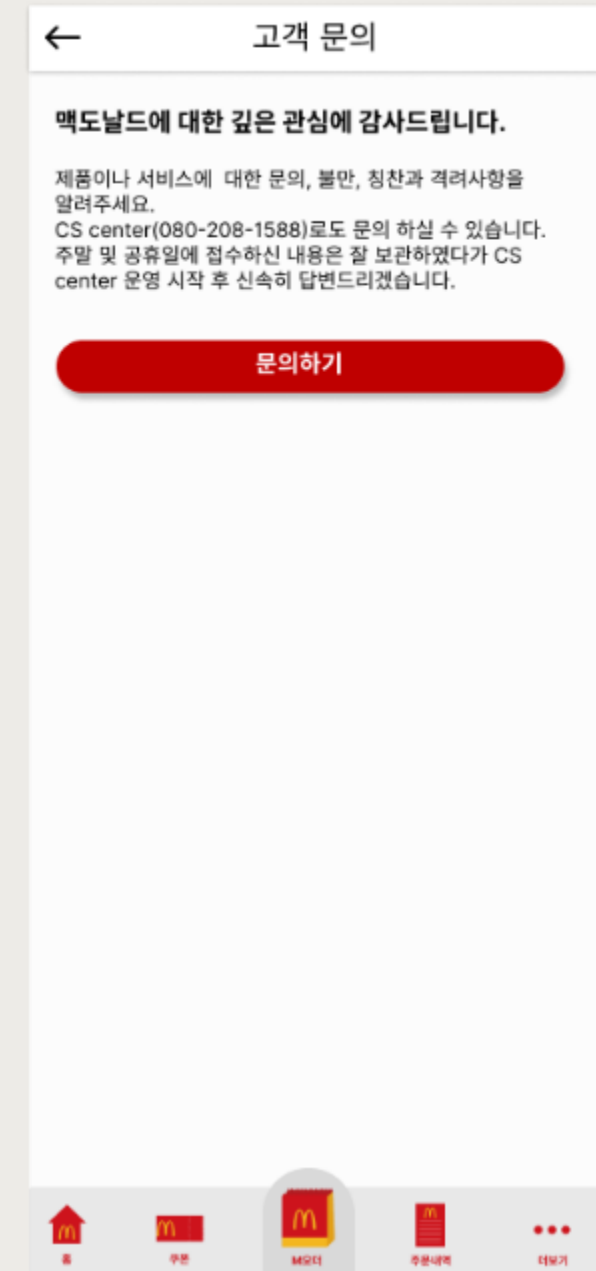 고객 문의
맥도날드에 대한 깊은 관심에 감사드립니다.
제품이나 서비스에 대한 문의, 불만, 칭찬과 격려사항을
알려주세요.
CS center(080-208-1588)로도 문의 하실 수 있습니다.
주말 및 공휴일에 접수하신 내용은 잘 보관하였다가 CS
center 운영 시작 후 신속히 답변드리겠습니다.
문의하기
홈 쿠폰 M오더 주문내역 더보기